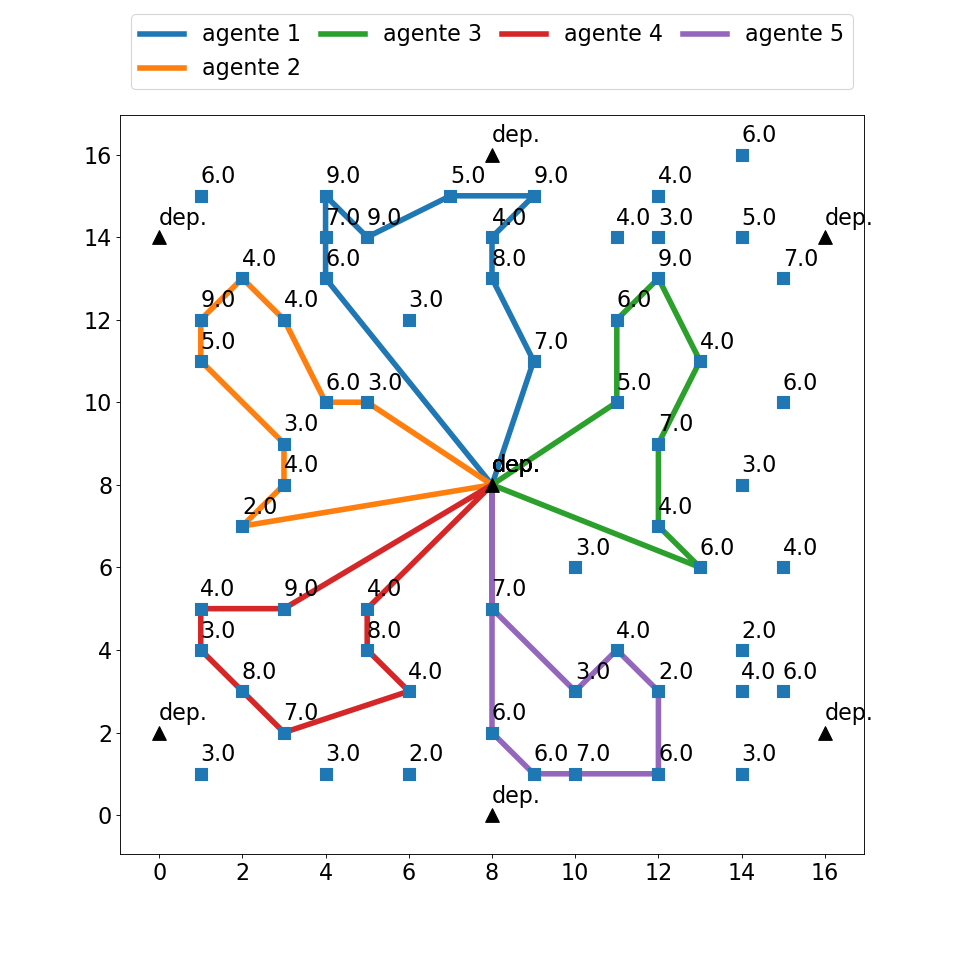 agente 1 agente 3 agente 4 agente 5
agente 2
6.0
dep.
16
6.0 9.0 5.0 9.0 4.0
dep. 7.0 9.0 4.0 4.0 3.0 5.0 dep.
14
4.0 6.0 8.0 9.0 7.0
9.0 4.0 3.0 6.0
12
5.0 7.0 4.0
6.0 3.0 5.0 6.0
10
3.0 7.0
4.0 dep. 3.0
8
2.0 4.0
3.0 6.0 4.0
6
4.0 9.0 4.0 7.0
3.0 8.0 4.0 2.0
4
8.0 4.0 3.0 2.0 4.0 6.0
dep. 7.0 6.0 dep.
2
3.0 3.0 2.0 6.0 7.0 6.0 3.0
dep.
0
0 2 4 6 8 10 12 14 16